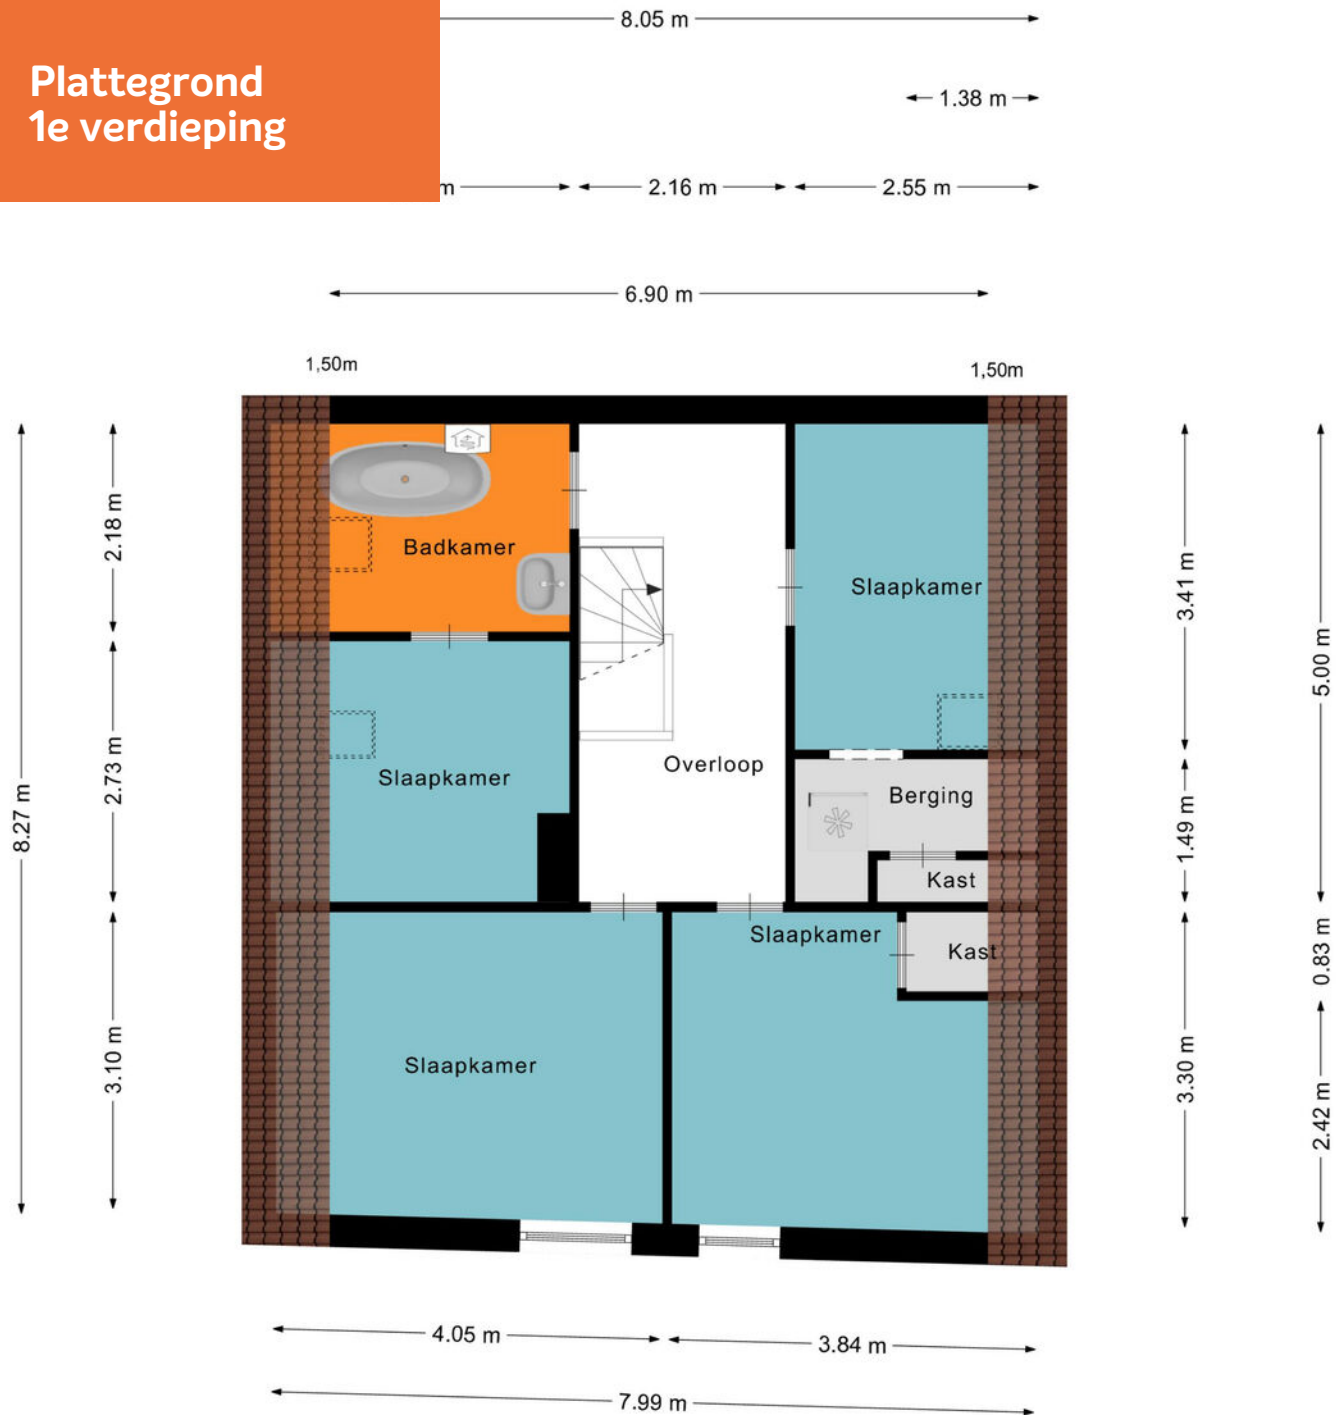 Plattegrond
1e verdieping
8.05 m
1.38 m
m
2.16 m
2.55 m
6.90 m
1,50m
1,50m
2.18 m
2.73 m
3.10 m
8.27 m
Badkamer
Slaapkamer
Slaapkamer
Overloop
Berging
Kast
Slaapkamer
Kast
Slaapkamer
3.41 m
1.49 m
3.30 m
5.00 m
0.83 m
2.42 m
4.05 m
3.84 m
7.99 m